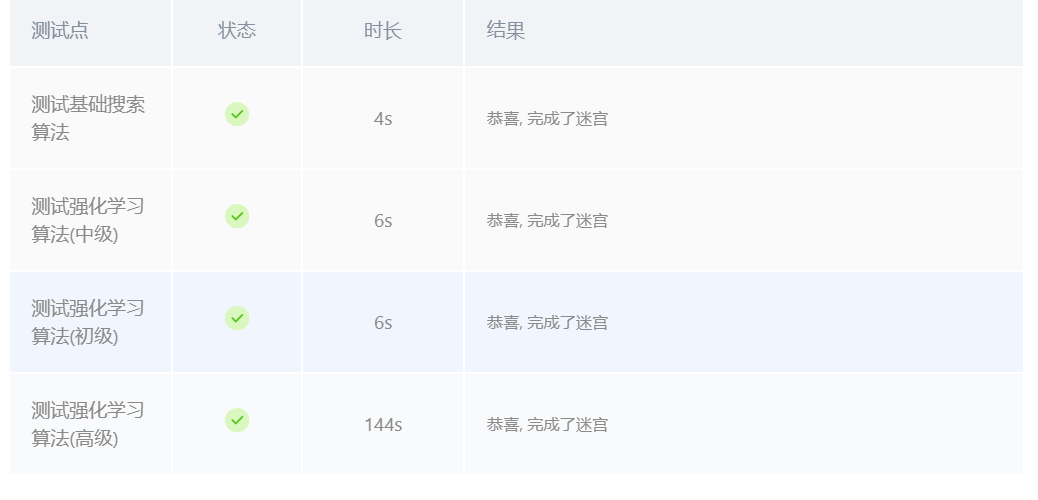 测试点 状态 时长 结果
测试基础搜索
算法
4s
恭喜, 完成了迷宫
测试强化学习
算法(中级)
6s
恭喜, 完成了迷宫
测试强化学习
算法(初级)
6s
恭喜, 完成了迷宫
测试强化学习
算法(高级)
144s
恭喜, 完成了迷宫